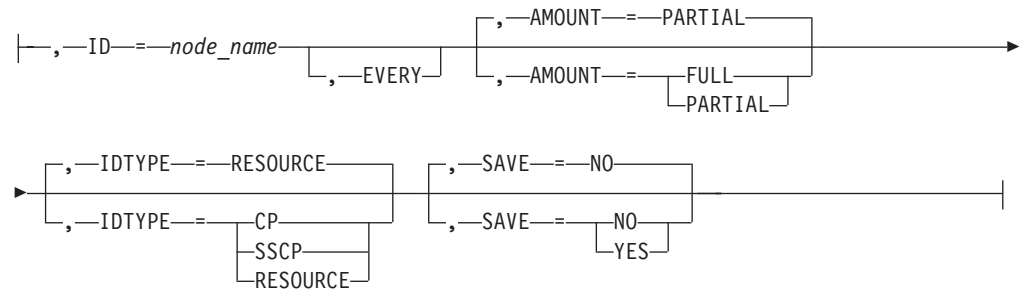 , AMOUNT = PARTIAL
, ID = node_name , EVERY , AMOUNT = FULL
PARTIAL
, IDTYPE = RESOURCE , SAVE = NO
, IDTYPE = CP , SAVE = NO
SSCP YES
RESOURCE